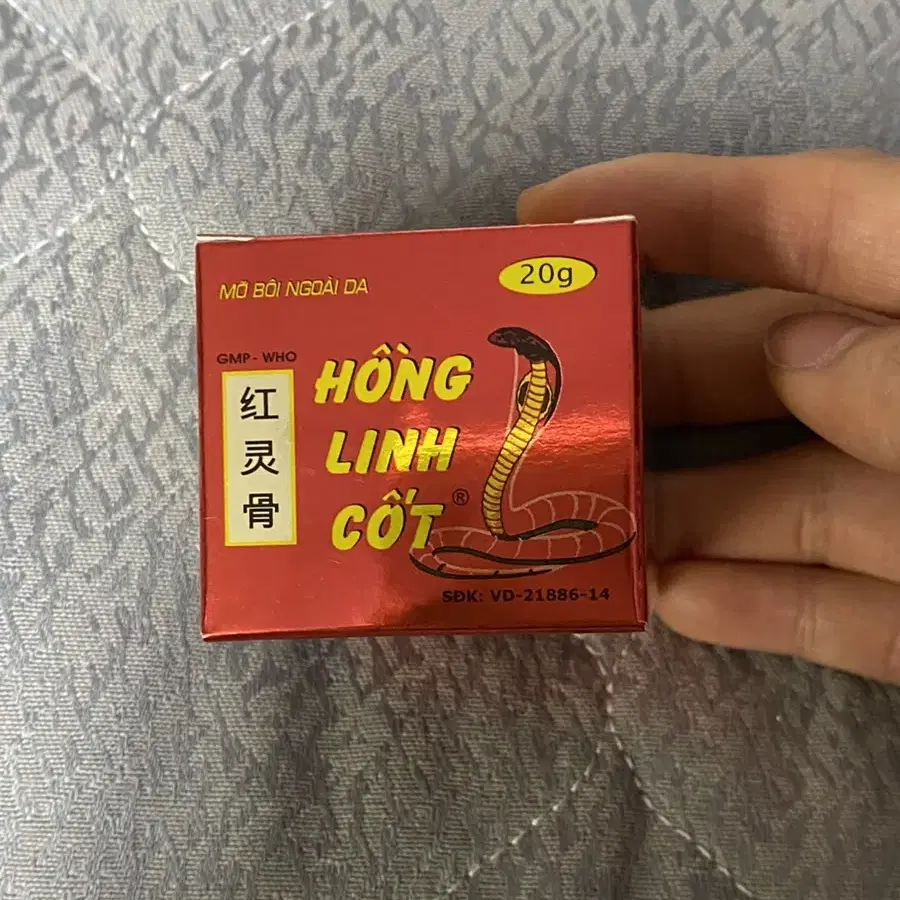 MỠ BÔI NGOÀI DA
20g
GMP - WHO
红灵骨
HỒNG
LINH
CỐT®
SĐK: VD-21886-14